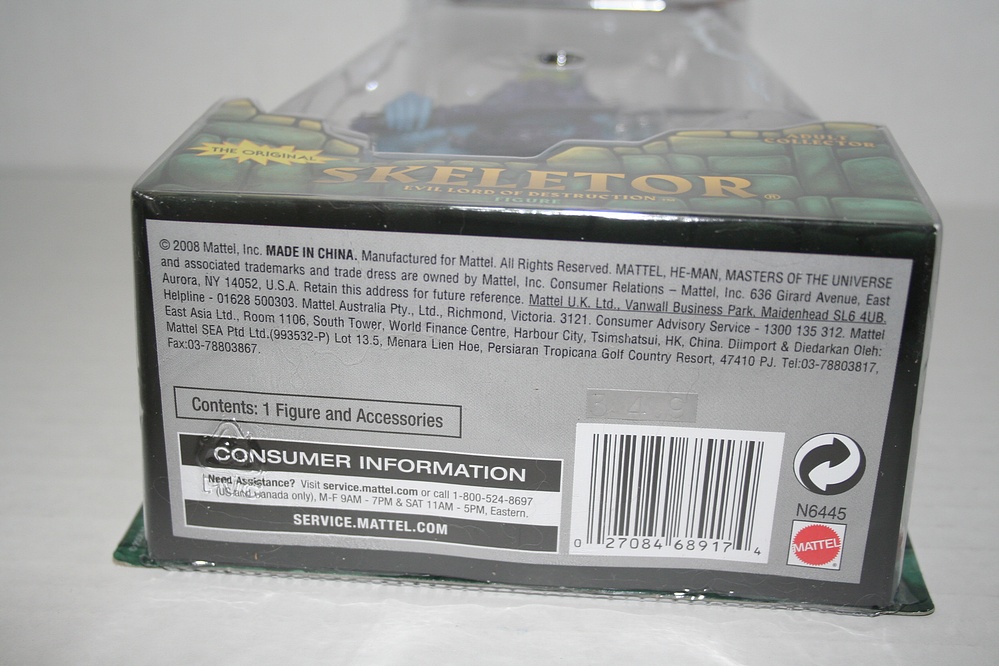 THE ORIGINAL
ADULT
COLLECTOR
SKELETOR®
EVIL LORD OF DESTRUCTION™
FIGURE
© 2008 Mattel, Inc. MADE IN CHINA. Manufactured for Mattel. All Rights Reserved. MATTEL, HE-MAN, MASTERS OF THE UNIVERSE
and associated trademarks and trade dress are owned by Mattel, Inc. Consumer Relations – Mattel, Inc. 636 Girard Avenue, East
Aurora, NY 14052, U.S.A. Retain this address for future reference. Mattel U.K. Ltd., Vanwall Business Park, Maidenhead SL6 4UB.
Helpline - 01628 500303. Mattel Australia Pty., Ltd., Richmond, Victoria. 3121. Consumer Advisory Service - 1300 135 312. Mattel
East Asia Ltd., Room 1106, South Tower, World Finance Centre, Harbour City, Tsimshatsui, HK, China. Diimport & Diedarkan Oleh:
Mattel SEA Ptd Ltd.(993532-P) Lot 13.5, Menara Lien Hoe, Persiaran Tropicana Golf Country Resort, 47410 PJ. Tel:03-78803817,
Fax:03-78803867.
Contents: 1 Figure and Accessories
CONSUMER INFORMATION
Need Assistance? Visit service.mattel.com or call 1-800-524-8697
(US and Canada only), M-F 9AM - 7PM & SAT 11AM - 5PM, Eastern.
SERVICE.MATTEL.COM
0 27084 68917 4
N6445
MATTEL®